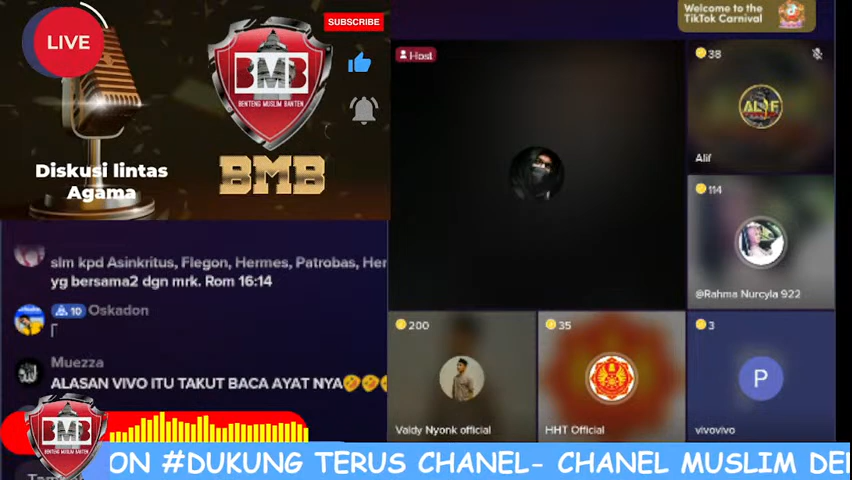 LIVE
SUBSCRIBE
BMB
BENTENG MUSLIM BANTEN
BMB
Diskusi lintas
Agama
Welcome to the
TikTok Carnival
Host
38
ALIF
Alif
114
@Rahma Nurcyla 922
200
Valdy Nyonk official
35
HHT Official
3
P
vivovivo
slm kpd Asinkritus, Flegon, Hermes, Patrobas, Her
yg bersama2 dgn mrk. Rom 16:14
10 Oskadon
Muezza
ALASAN VIVO ITU TAKUT BACA AYAT NYA🤣🤣🤣
BMB
ON #DUKUNG TERUS CHANEL- CHANEL MUSLIM DE